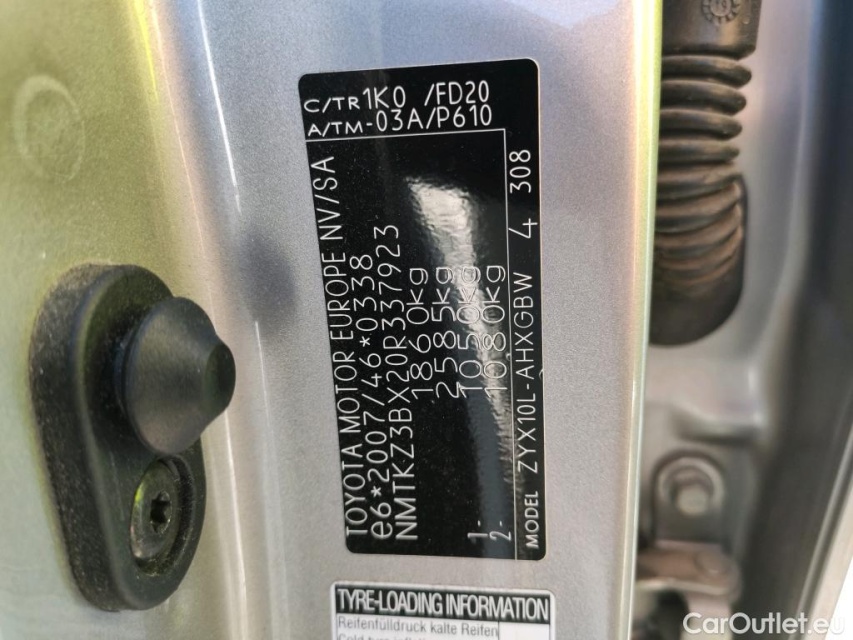 C/TR 1K0 /FD20
A/TM -03A/P610
TOYOTA MOTOR EUROPE NV/SA
e6*2007/46*0338
NMTKZ3BX20R337923
1860kg
2585kg
1- 1050kg
2- 1080kg
MODEL ZYX10L-AHXGBW 4 308
TYRE-LOADING INFORMATION
Reifenfülldruck kalte Reifen
CarOutlet.eu